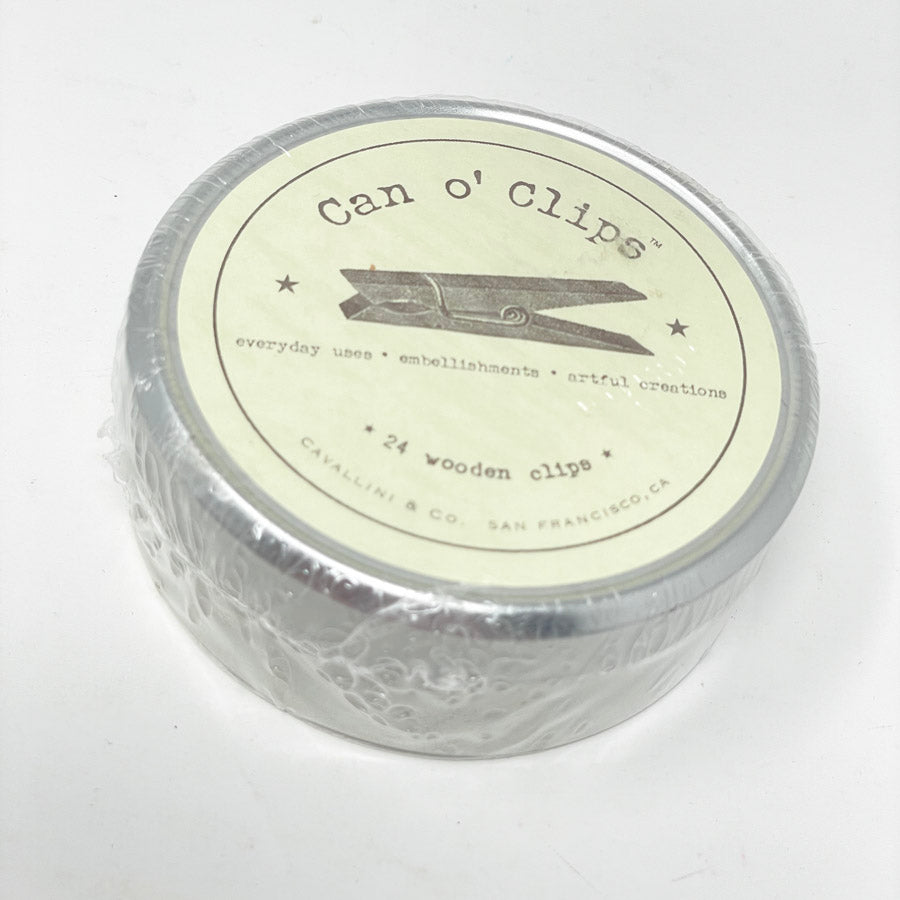 Can o' Clips™
everyday uses • embellishments • artful creations
★ 24 wooden clips ★
CAVALLINI & CO. SAN FRANCISCO, CA